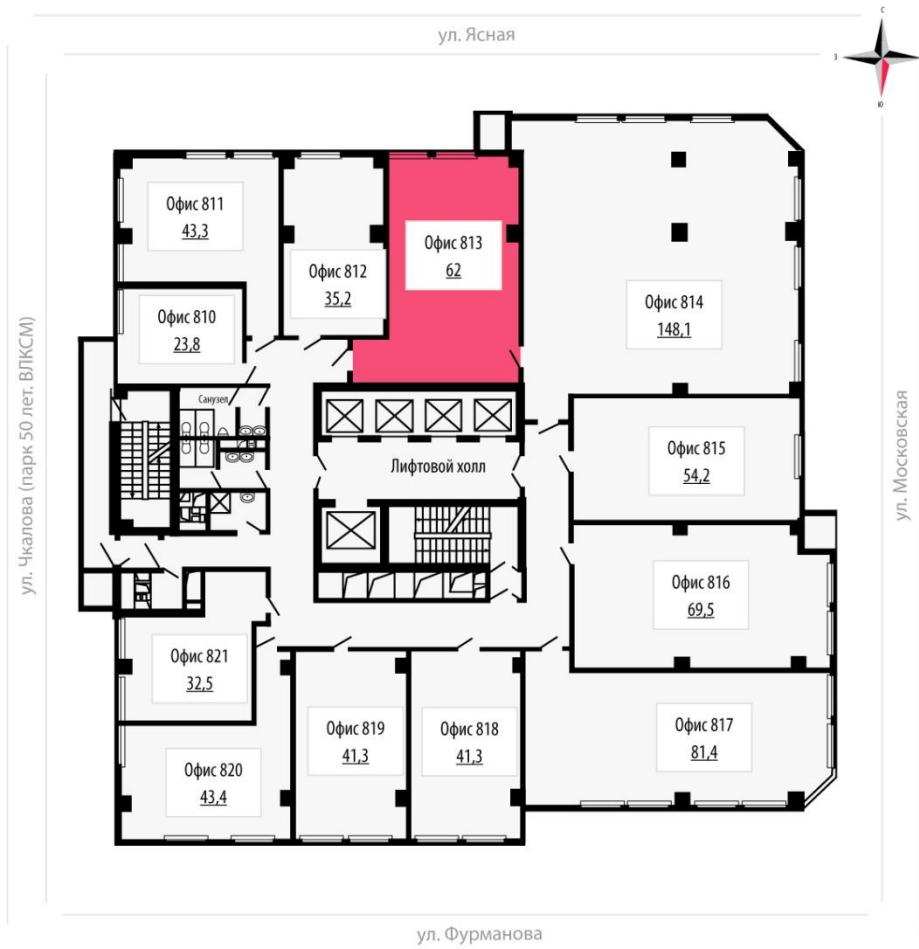 ул. Ясная
С
З
Ю
Офис 811
43,3
Офис 812
35,2
Офис 813
62
Офис 814
148,1
Офис 810
23,8
Санузел
Лифтовой холл
Офис 815
54,2
Офис 816
69,5
Офис 821
32,5
Офис 820
43,4
Офис 819
41,3
Офис 818
41,3
Офис 817
81,4
ул. Чкалова (парк 50 лет. ВЛКСМ)
ул. Московская
ул. Фурманова